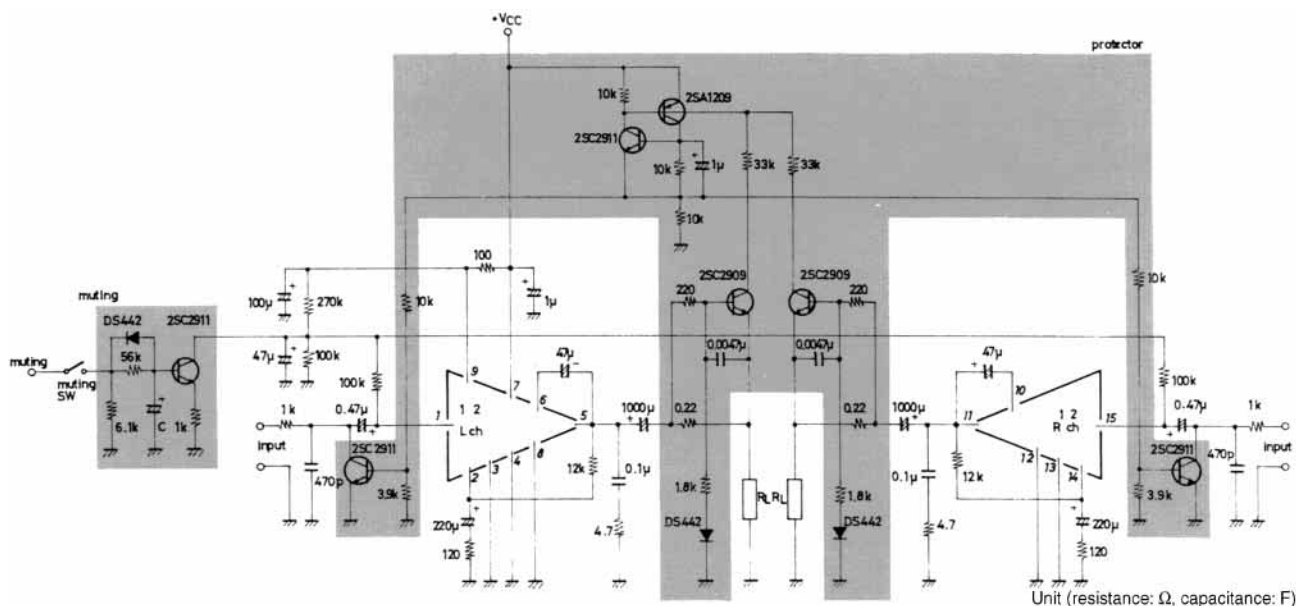 +VCC
protector
10k
2SA1209
2SC2911
10k
1µ
33k
33k
10k
100
2SC2909
2SC2909
10k
muting
100µ
270k
10k
1µ
220
220
DS442
2SC2911
56k
47µ
100k
0.0047µ
0.0047µ
muting
muting
SW
100k
9
7
47µ
6
47µ
10
100k
6.1k
C
1k
1k
0.47µ
1
1 2
L ch
5
1000µ
0.22
0.22
1000µ
11
1 2
R ch
15
0.47µ
1k
input
2SC2911
2SC2911
input
470p
3.9k
2
3
4
8
12k
0.1µ
1.8k
RL
RL
1.8k
0.1µ
12k
12
13
14
3.9k
470p
220µ
120
4.7
DS442
DS442
4.7
220µ
120
Unit (resistance: Ω, capacitance: F)